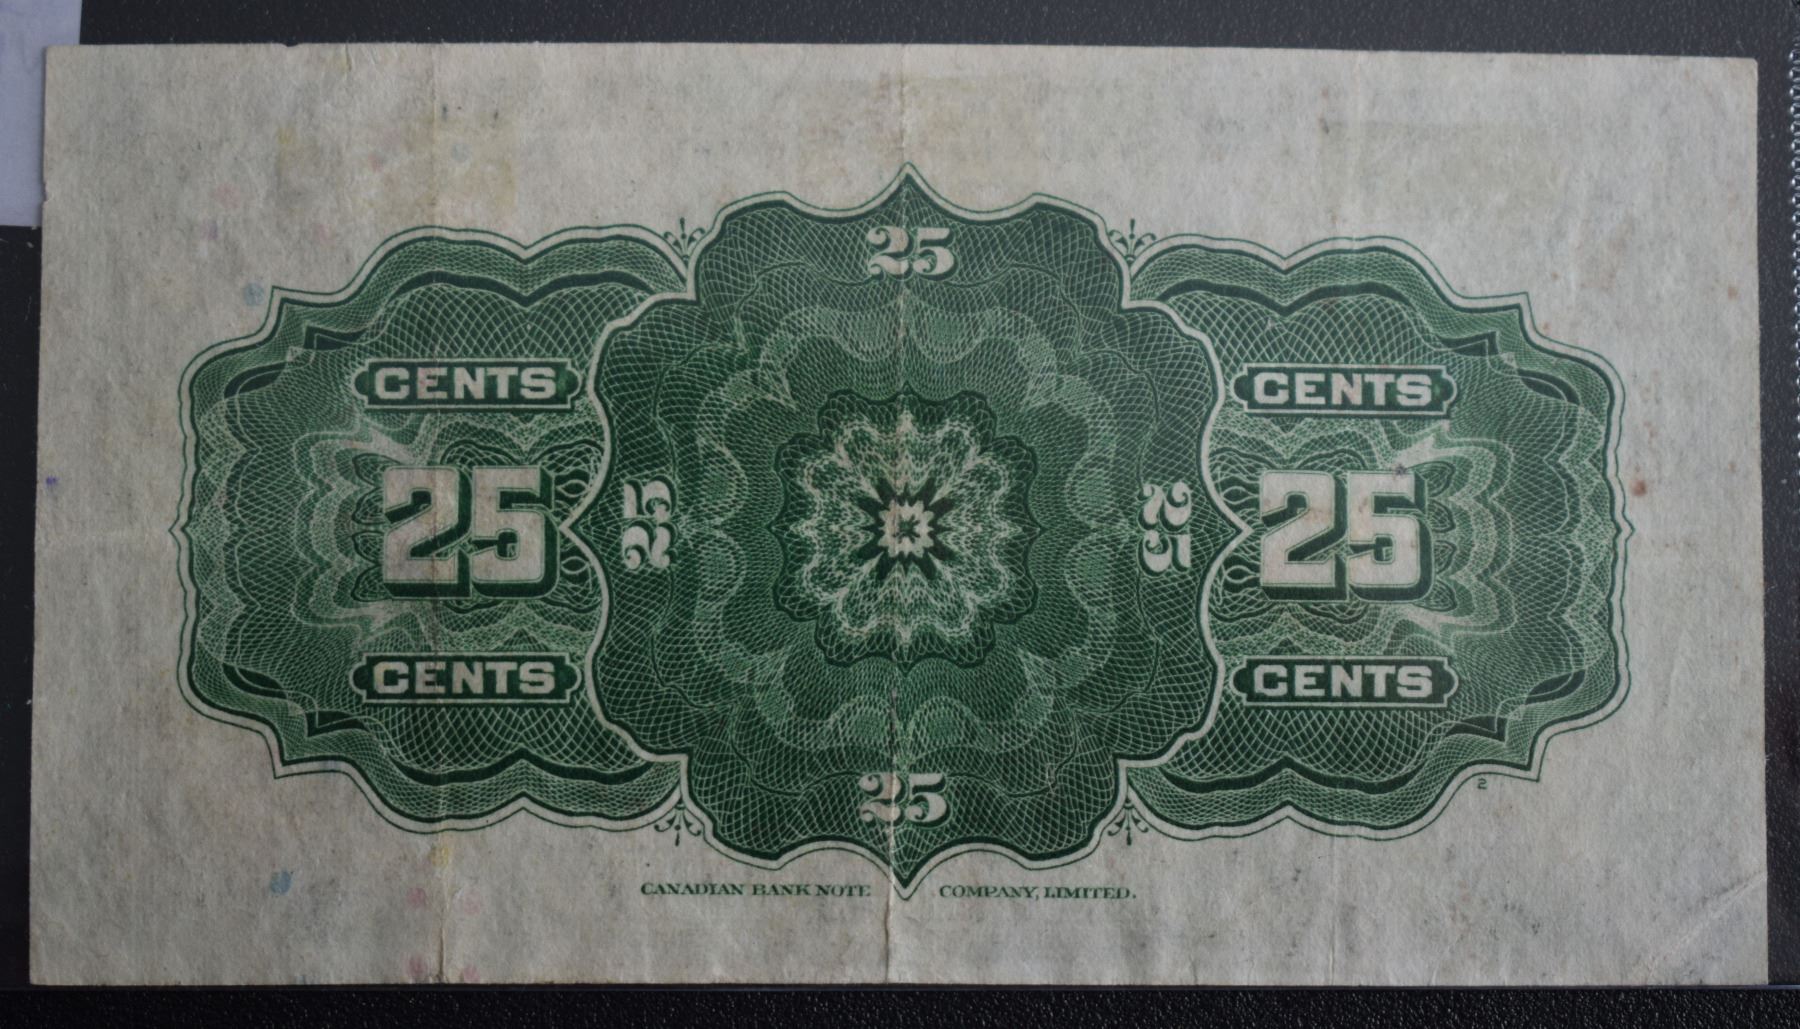 25
CENTS CENTS
25 25 25 25
CENTS CENTS
2
25
CANADIAN BANK NOTE COMPANY, LIMITED.